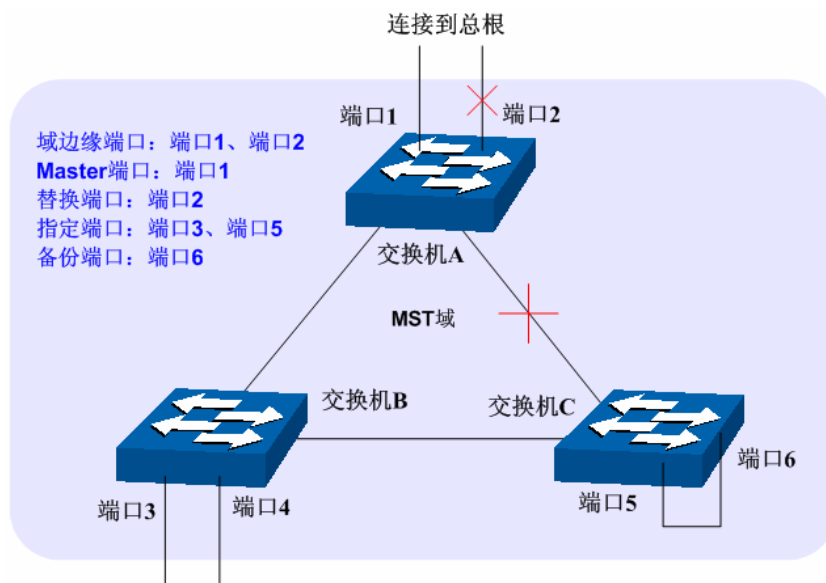 连接到总根
端口1
端口2
域边缘端口：端口1、端口2
Master端口：端口1
替换端口：端口2
指定端口：端口3、端口5
备份端口：端口6
交换机A
MST域
交换机B
交换机C
端口3
端口4
端口5
端口6